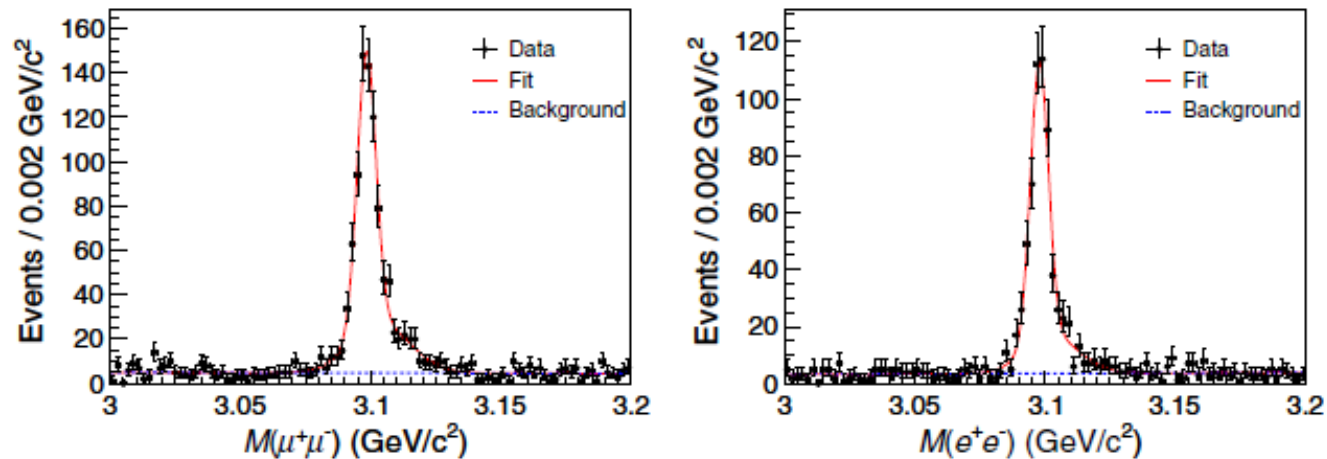 Events / 0.002 GeV/c²
160
140
120
100
80
60
40
20
0
Data
Fit
Background
3 3.05 3.1 3.15 3.2
M(μ⁺μ⁻) (GeV/c²)
Events / 0.002 GeV/c²
120
100
80
60
40
20
0
Data
Fit
Background
3 3.05 3.1 3.15 3.2
M(e⁺e⁻) (GeV/c²)